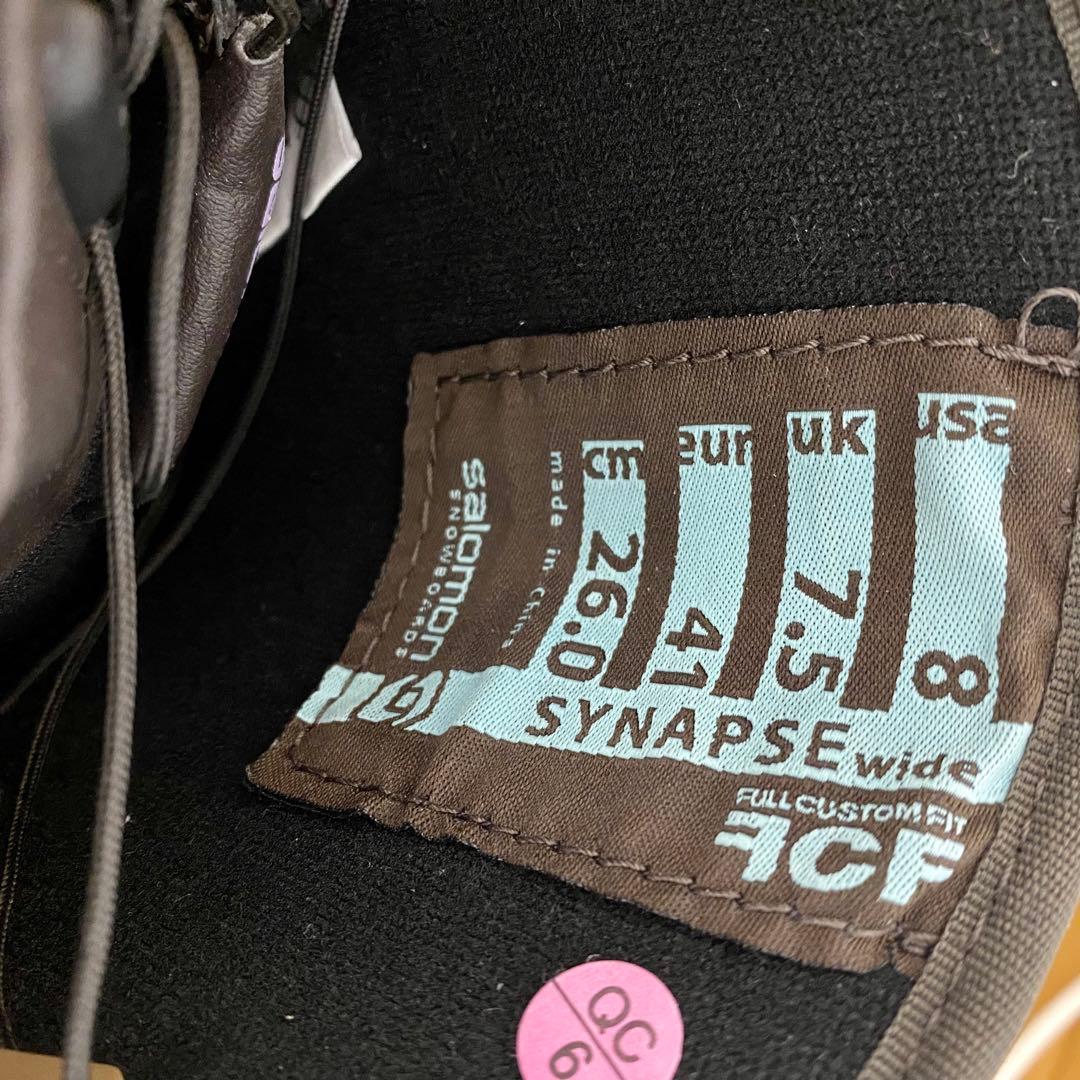 usa
8
uk
7.5
eur
41
cm
26.0
made in China
salomon
SNOWBOARDS
SYNAPSE wide
FULL CUSTOM FIT
FCF
QC
6